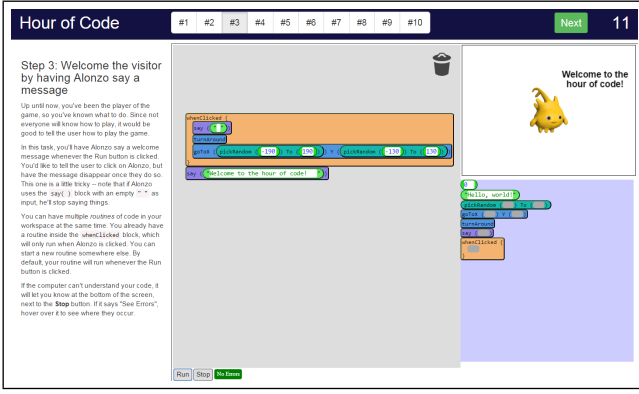 Hour of Code
#1 #2 #3 #4 #5 #6 #7 #8 #9 #10
Next
11
Step 3: Welcome the visitor
by having Alonzo say a
message
Up until now, you've been the player of the
game, so you've known what to do. Since not
everyone will know how to play, it would be
good to tell the user how to play the game.
In this task, you'll have Alonzo say a welcome
message whenever the Run button is clicked.
You'd like to tell the user to click on Alonzo, but
have the message disappear once they do so.
This one is a little tricky -- note that if Alonzo
uses the say( ) block with an empty " " as
input, he'll stop saying things.
You can have multiple routines of code in your
workspace at the same time. You already have
a routine inside the whenClicked block, which
will only run when Alonzo is clicked. You can
start a new routine somewhere else. By
default, your routine will run whenever the Run
button is clicked.
If the computer can't understand your code, it
will let you know at the bottom of the screen,
next to the Stop button. If it says "See Errors",
hover over it to see where they occur.
whenClicked {
say (" ")
turnAround
goToX (pickRandom (-190) To (190)) Y (pickRandom (-130) To (130))
}
say ("Welcome to the hour of code!")
Run Stop No Errors
Welcome to the
hour of code!
0
"Hello, world!"
pickRandom ( ) To ( )
goToX ( ) Y ( )
turnAround
say ( )
whenClicked {
}